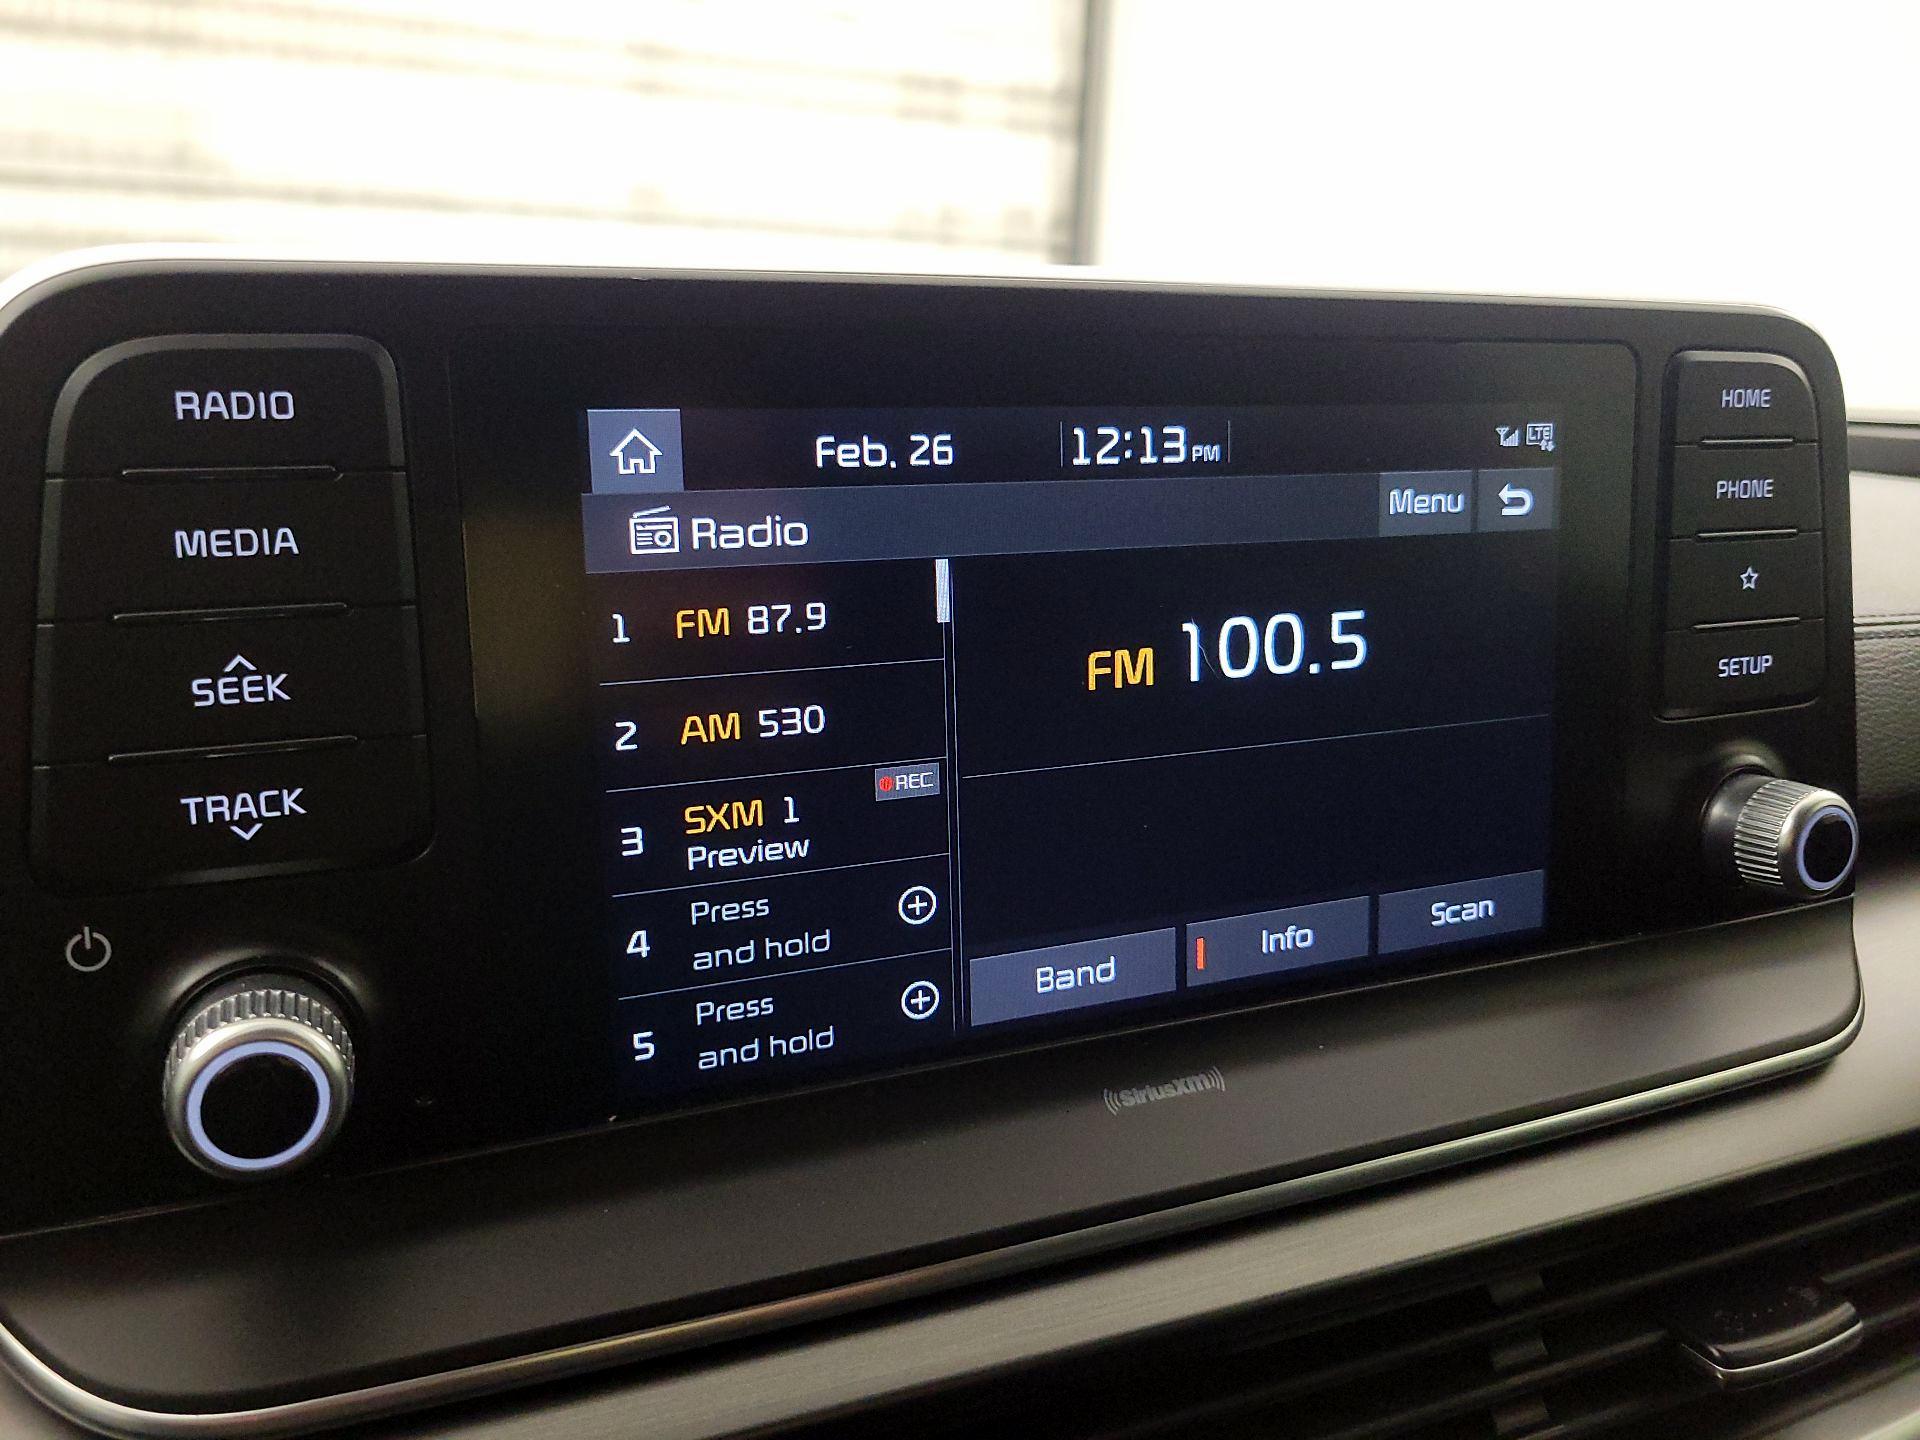 RADIO
MEDIA
SEEK
TRACK
Feb. 26
12:13 PM
LTE
Radio
Menu
1 FM 87.9
2 AM 530
REC
3 SXM 1
Preview
4 Press
and hold
5 Press
and hold
FM 100.5
Band
Info
Scan
HOME
PHONE
SETUP
SiriusXM